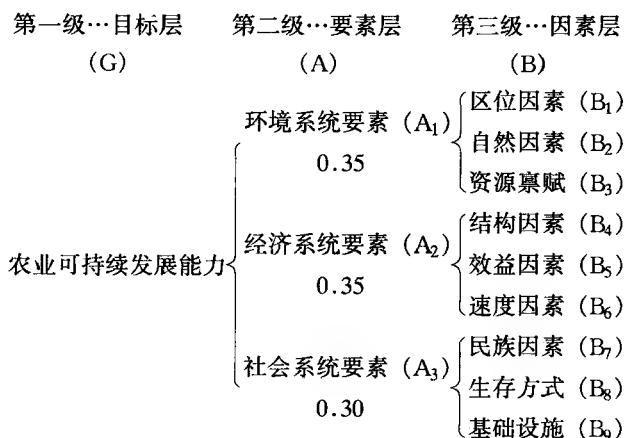 第一级…目标层 第二级…要素层 第三级…因素层
(G) (A) (B)
区位因素 (B₁)
环境系统要素 (A₁) 自然因素 (B₂)
0.35 资源禀赋 (B₃)
结构因素 (B₄)
农业可持续发展能力 经济系统要素 (A₂) 效益因素 (B₅)
0.35 速度因素 (B₆)
民族因素 (B₇)
社会系统要素 (A₃) 生存方式 (B₈)
0.30 基础设施 (B₉)